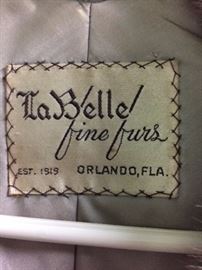 LaBelle
fine furs
EST. 1919 ORLANDO, FLA.